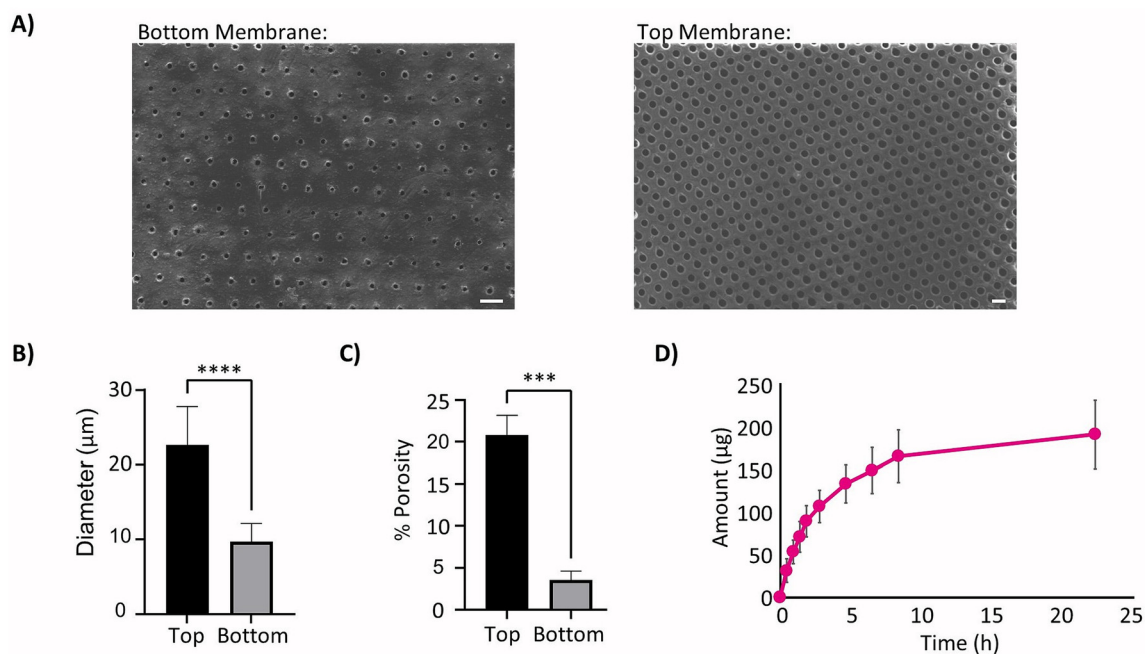 A)
Bottom Membrane:
Top Membrane:
B)
****
30
20
10
0
Diameter (µm)
Top
Bottom
C)
***
25
20
15
10
5
0
% Porosity
Top
Bottom
D)
250
200
150
100
50
0
Amount (µg)
0
5
10
15
20
25
Time (h)